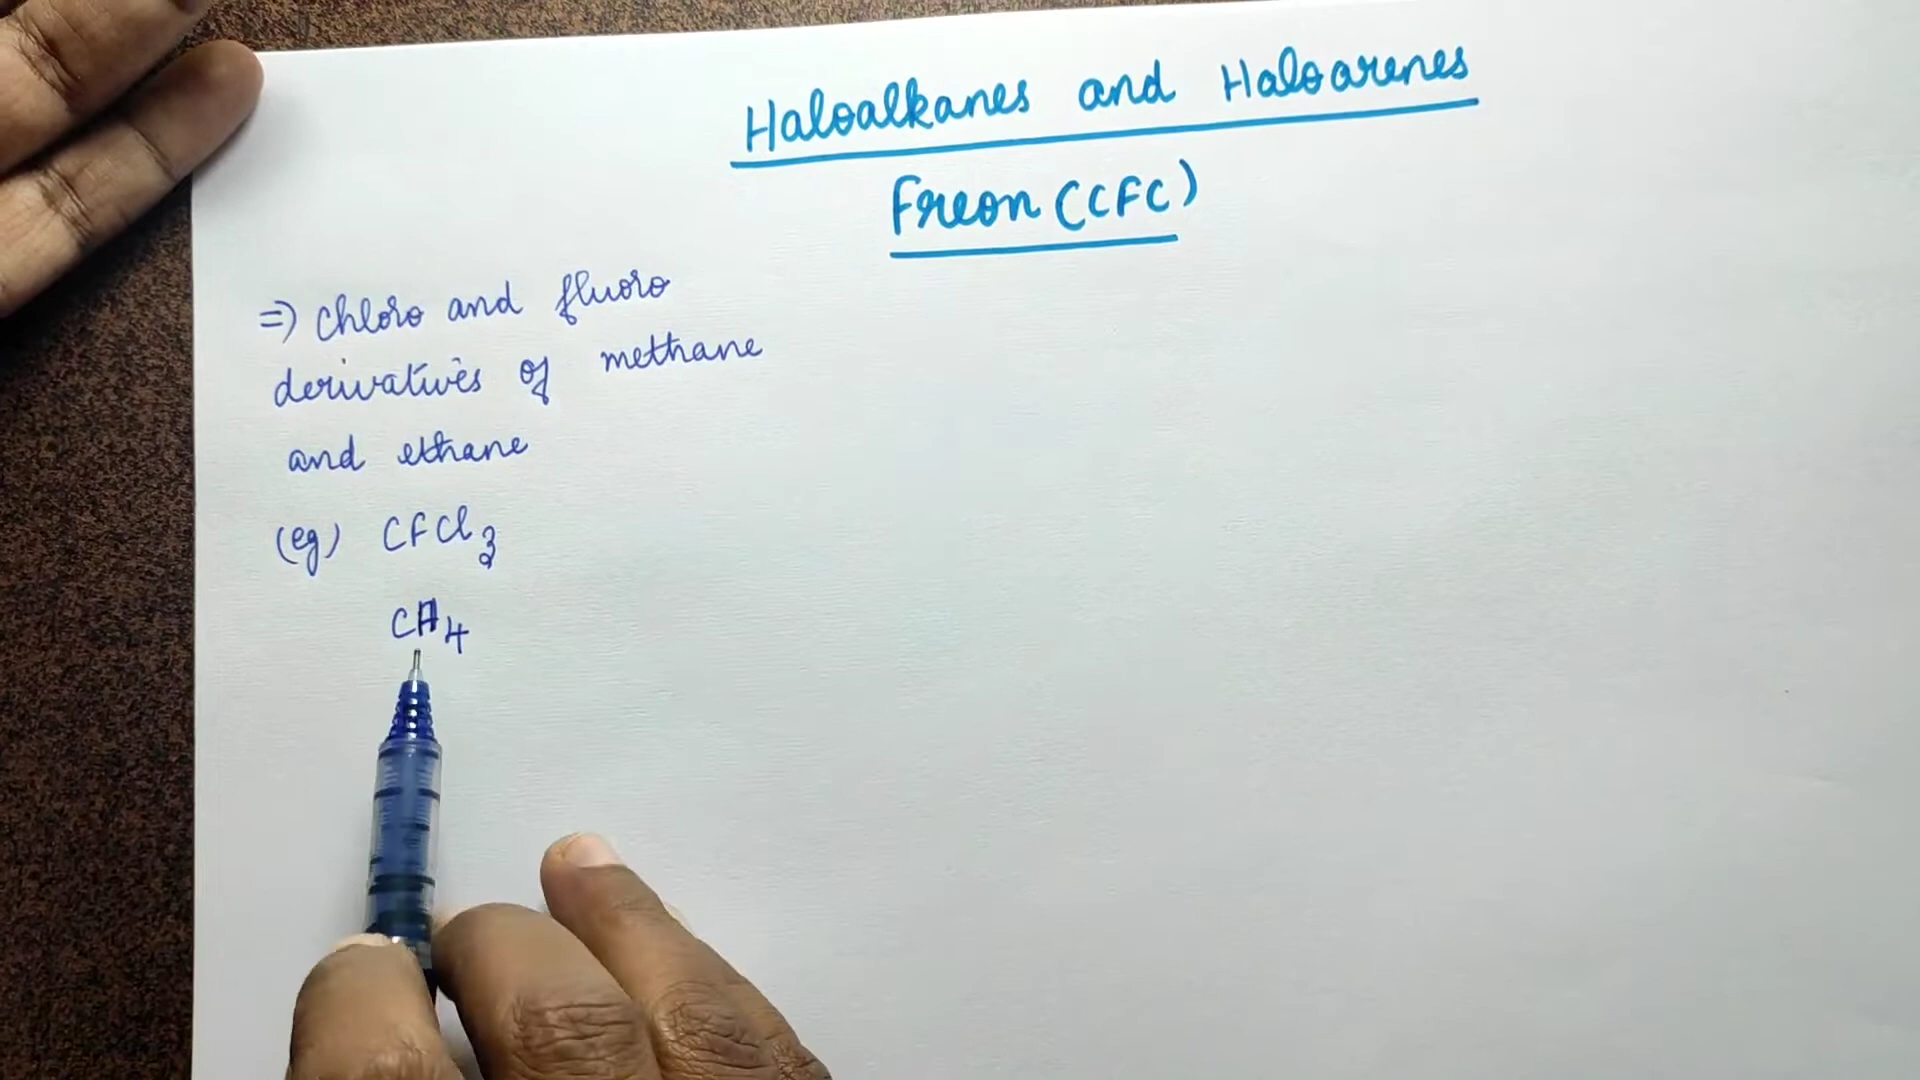 Haloalkanes and Haloarenes
Freon (CFC)
⇒ chloro and fluoro
derivatives of methane
and ethane
(eg) CFCl₃
CH₄